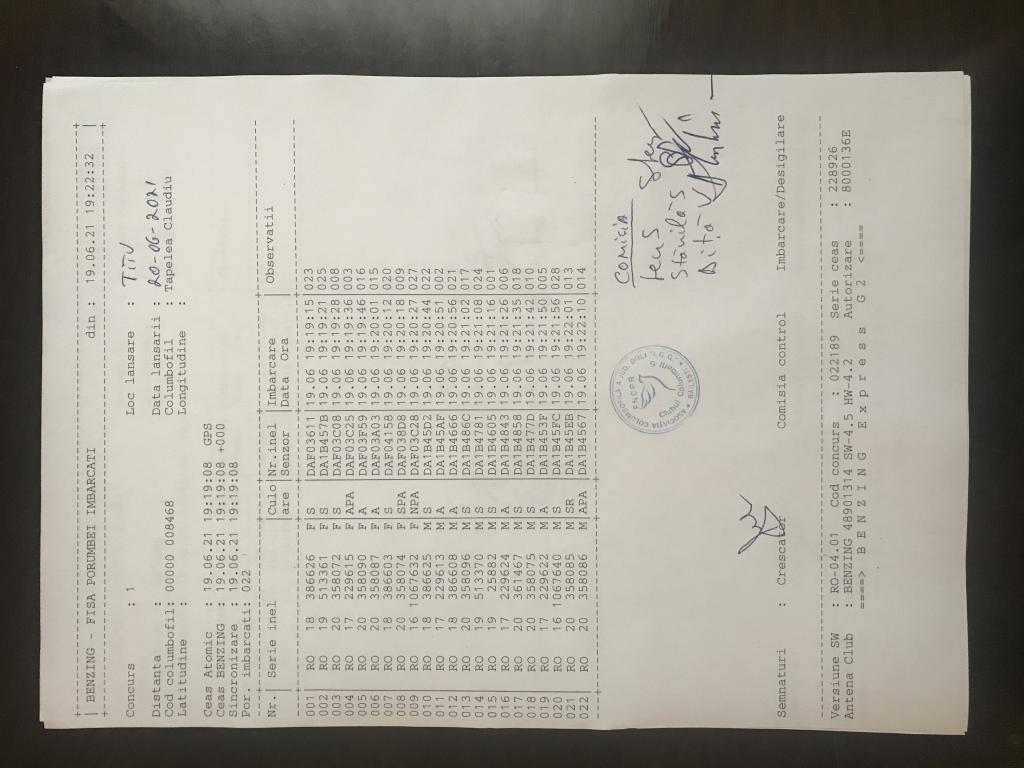 | BENZING - FISA PORUMBEI IMBARCATI din : 19.06.21 19:22:32 |
Concurs : 1 Loc lansare : TIIU
Distanta : Data lansarii : 20-06-2021
Cod columbofil: 00000 008468 Columbofil : Tapelea Claudiu
Latitudine : Longitudine :
Ceas Atomic : 19.06.21 19:19:08 GPS
Ceas BENZING : 19.06.21 19:19:08 +000
Sincronizare : 19.06.21 19:19:08
Por. imbarcati: 022
Nr. | Serie inel |Culo|Nr.inel |Imbarcare | Observatii
are |Senzor |Data Ora
001 RO 18 386626 F S DAF03611 19.06 19:19:15 023
002 RO 19 513361 F S DA1B457B 19.06 19:19:21 025
003 RO 20 358072 F S DAF03C08 19.06 19:19:28 008
004 RO 17 229615 F APA DAF03C2F 19.06 19:19:36 003
005 RO 20 358090 F A DAF03F59 19.06 19:19:46 016
006 RO 20 358087 F A DAF03A03 19.06 19:20:01 015
007 RO 18 386603 F S DAF04158 19.06 19:20:12 020
008 RO 20 358074 F SPA DAF038D8 19.06 19:20:18 009
009 RO 16 1067632 F NPA DAF03C28 19.06 19:20:27 027
010 RO 18 386625 M S DA1B45D2 19.06 19:20:44 022
011 RO 17 229613 M A DA1B45AF 19.06 19:20:51 002
012 RO 18 386608 M A DA1B4666 19.06 19:20:56 021
013 RO 20 358096 M S DA1B486C 19.06 19:21:02 017
014 RO 19 513370 M S DA1B4781 19.06 19:21:08 024
015 RO 19 25882 M S DA1B4605 19.06 19:21:16 001
016 RO 17 229624 M A DA1B4841 19.06 19:21:26 006
017 RO 20 361467 M S DA1B4858 19.06 19:21:35 018
018 RO 20 358075 M S DA1B477D 19.06 19:21:42 010
019 RO 17 229622 M A DA1B453F 19.06 19:21:50 005
020 RO 16 1067640 M S DA1B45FC 19.06 19:21:56 028
021 RO 20 358085 M SR DA1B45EB 19.06 19:22:01 013
022 RO 20 358086 M APA DA1B4567 19.06 19:22:10 014
FNDPR
Clubul Columbofil 5
comisia
Stănilăs
Diță
Semnaturi : Crescator Comisia control Imbarcare/Desigilare
Versiune SW : RO-04.01 Cod concurs : 022189 Serie ceas : 228926
Antena Club : BENZING 48901314 SW-4.5 HW-4.2 Autorizare : 8000136E
====> B E N Z I N G E x p r e s s G 2 <====